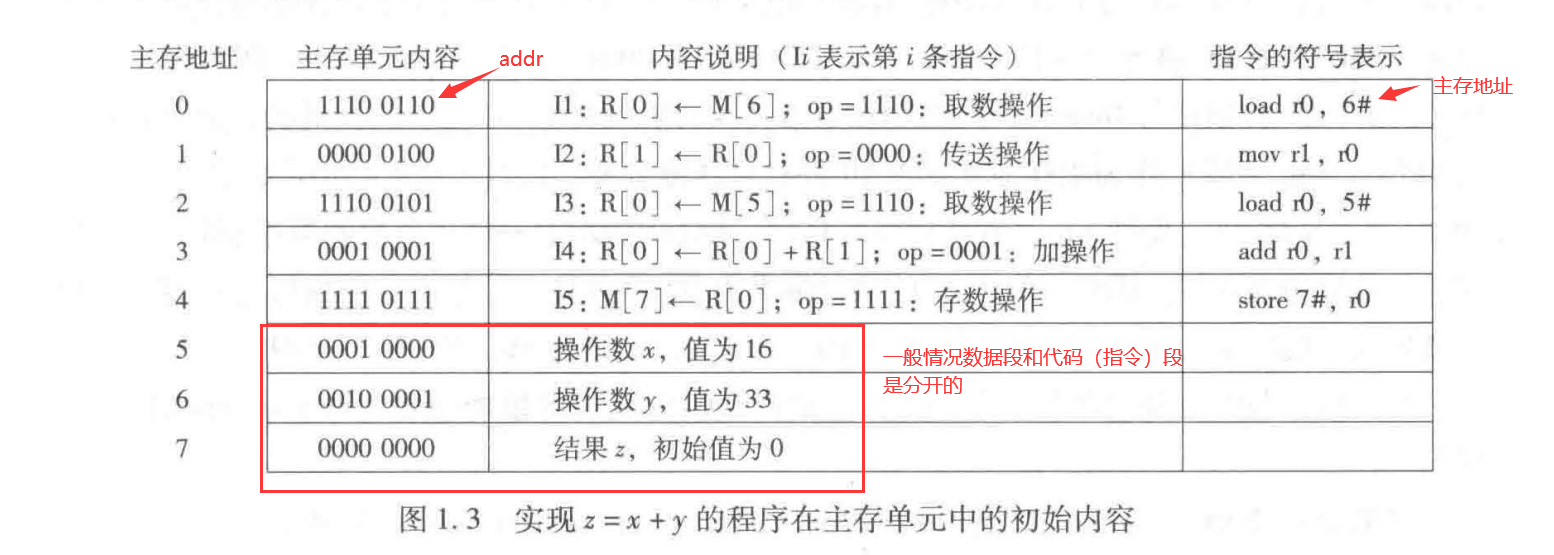 主存地址 主存单元内容 addr 内容说明(Ii 表示第 i 条指令) 指令的符号表示
0 1110 0110 I1: R[0] ← M[6]; op=1110: 取数操作 load r0, 6# 主存地址
1 0000 0100 I2: R[1] ← R[0]; op=0000: 传送操作 mov r1, r0
2 1110 0101 I3: R[0] ← M[5]; op=1110: 取数操作 load r0, 5#
3 0001 0001 I4: R[0] ← R[0]+R[1]; op=0001: 加操作 add r0, r1
4 1111 0111 I5: M[7]← R[0]; op=1111: 存数操作 store 7#, r0
5 0001 0000 操作数 x, 值为 16 一般情况数据段和代码(指令)段
6 0010 0001 操作数 y, 值为 33 是分开的
7 0000 0000 结果 z, 初始值为 0
图 1.3 实现 z=x+y 的程序在主存单元中的初始内容